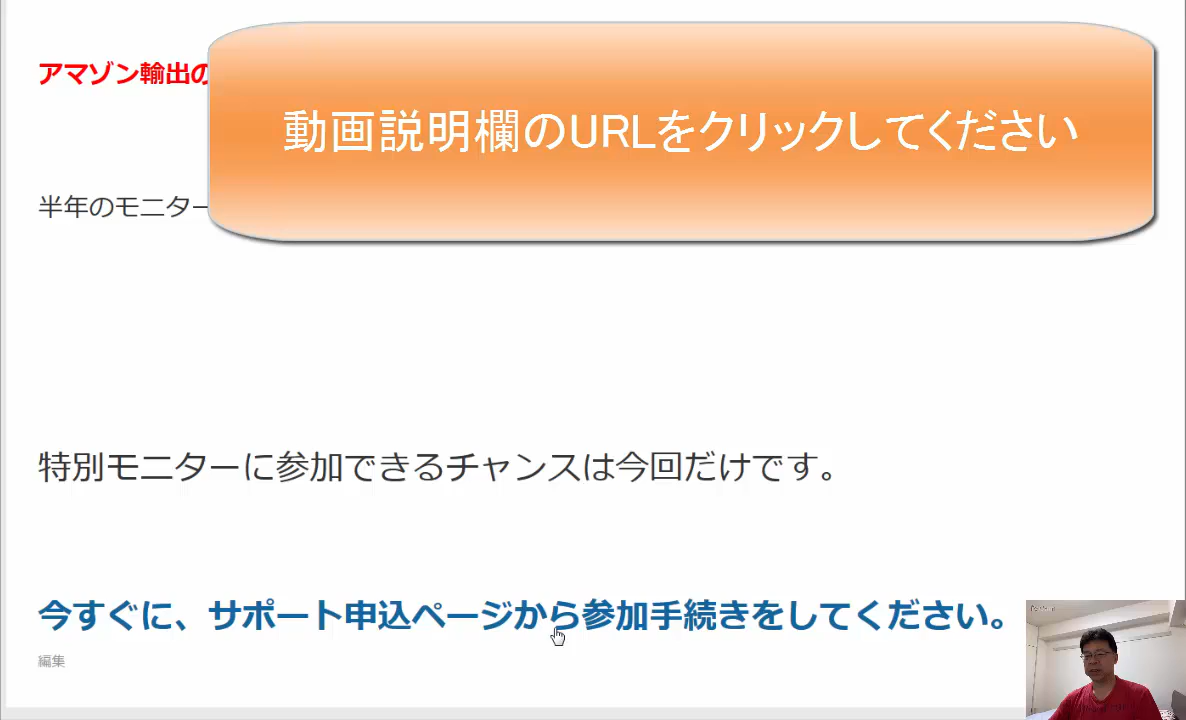 アマゾン輸出の
動画説明欄のURLをクリックしてください
半年のモニター
特別モニターに参加できるチャンスは今回だけです。
今すぐに、サポート申込ページから参加手続きをしてください。
編集